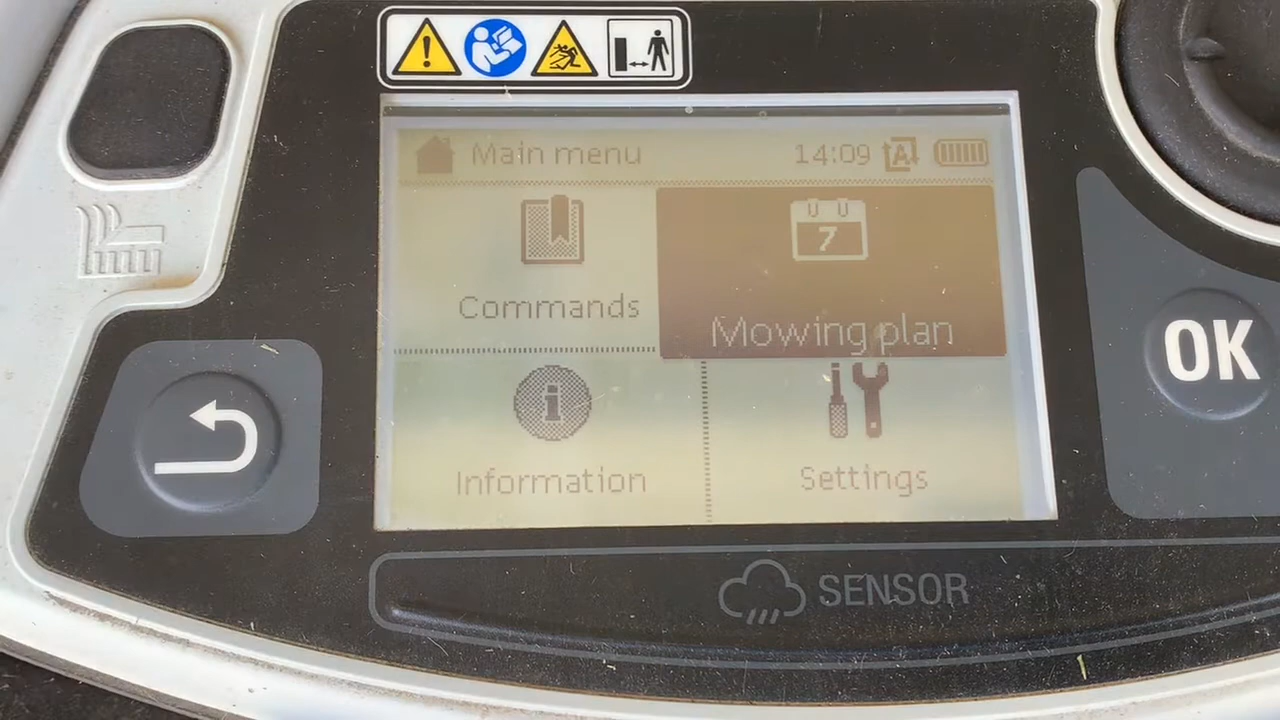 Main menu 14:09 A
Commands
7
Mowing plan
i
Information
Settings
OK
SENSOR